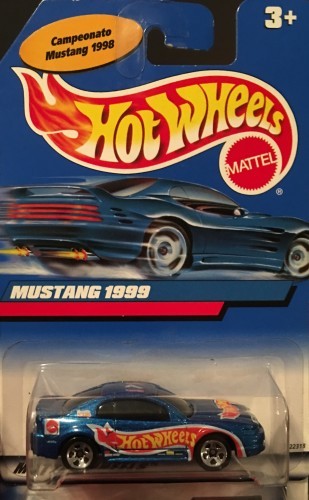 Campeonato
Mustang 1998
3+
HOT WHEELS
MATTEL
®
MUSTANG 1999
HOT WHEELS